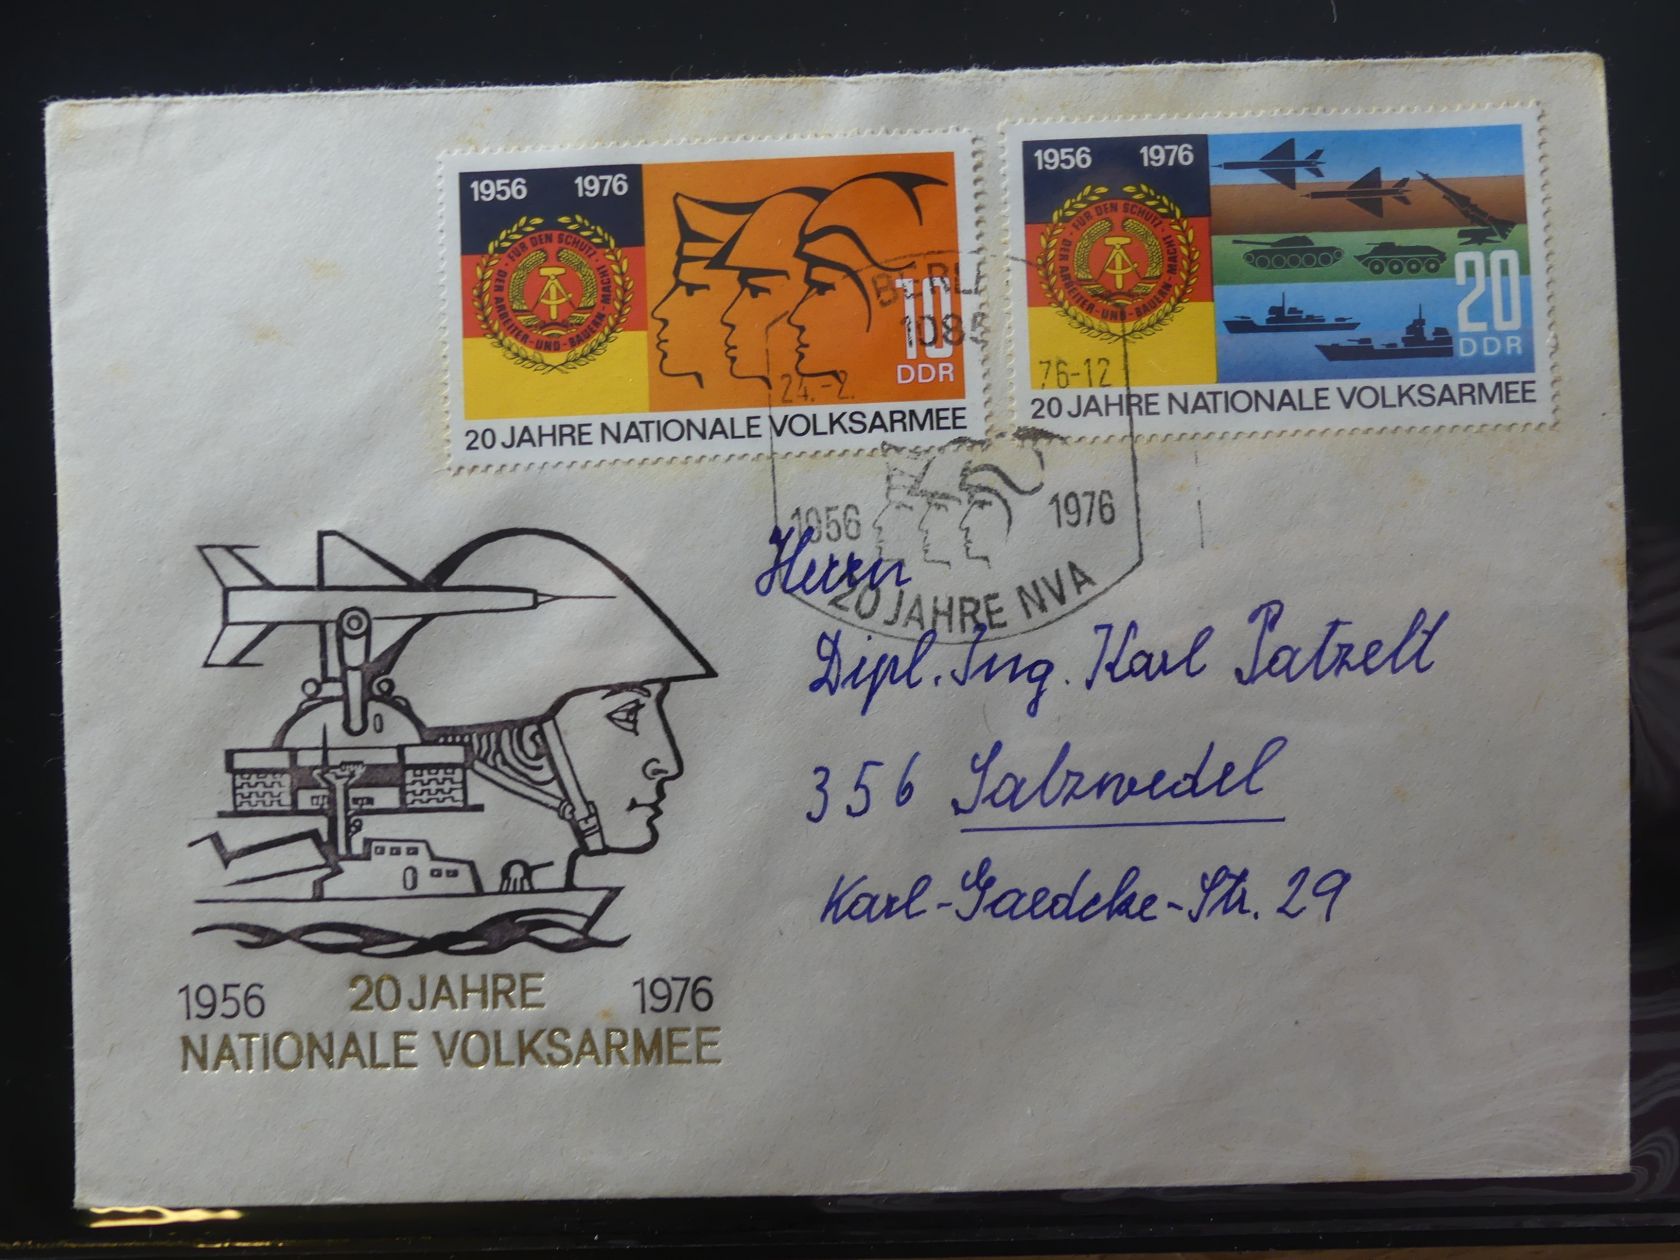 1956 1976
FÜR DEN SCHUTZ DER ARBEITER-UND-BAUERN-MACHT
10
DDR
20 JAHRE NATIONALE VOLKSARMEE
1956 1976
FÜR DEN SCHUTZ DER ARBEITER-UND-BAUERN-MACHT
20
DDR
20 JAHRE NATIONALE VOLKSARMEE
24.-2. 76-12
1956 1976
20 JAHRE NVA
Herrn
Dipl. Ing. Karl Patzelt
356 Salzwedel
Karl-Gaedcke-Str. 29
1956 20 JAHRE 1976
NATIONALE VOLKSARMEE